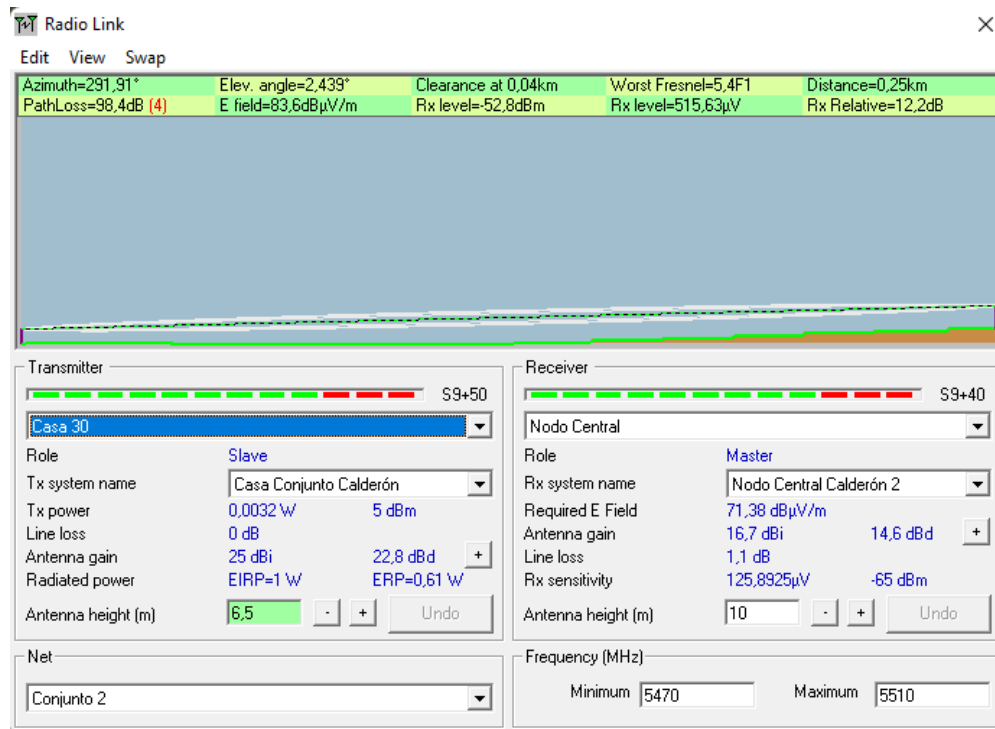 Radio Link
Edit View Swap
Azimuth=291,91° Elev. angle=2,439° Clearance at 0,04km Worst Fresnel=5,4F1 Distance=0,25km
PathLoss=98,4dB (4) E field=83,6dBµV/m Rx level=-52,8dBm Rx level=515,63µV Rx Relative=12,2dB
Transmitter
S9+50
Casa 30
Role Slave
Tx system name Casa Conjunto Calderón
Tx power 0,0032 W 5 dBm
Line loss 0 dB
Antenna gain 25 dBi 22,8 dBd +
Radiated power EIRP=1 W ERP=0,61 W
Antenna height (m) 6,5 - + Undo
Net
Conjunto 2
Receiver
S9+40
Nodo Central
Role Master
Rx system name Nodo Central Calderón 2
Required E Field 71,38 dBµV/m
Antenna gain 16,7 dBi 14,6 dBd +
Line loss 1,1 dB
Rx sensitivity 125,8925µV -65 dBm
Antenna height (m) 10 - + Undo
Frequency (MHz)
Minimum 5470 Maximum 5510